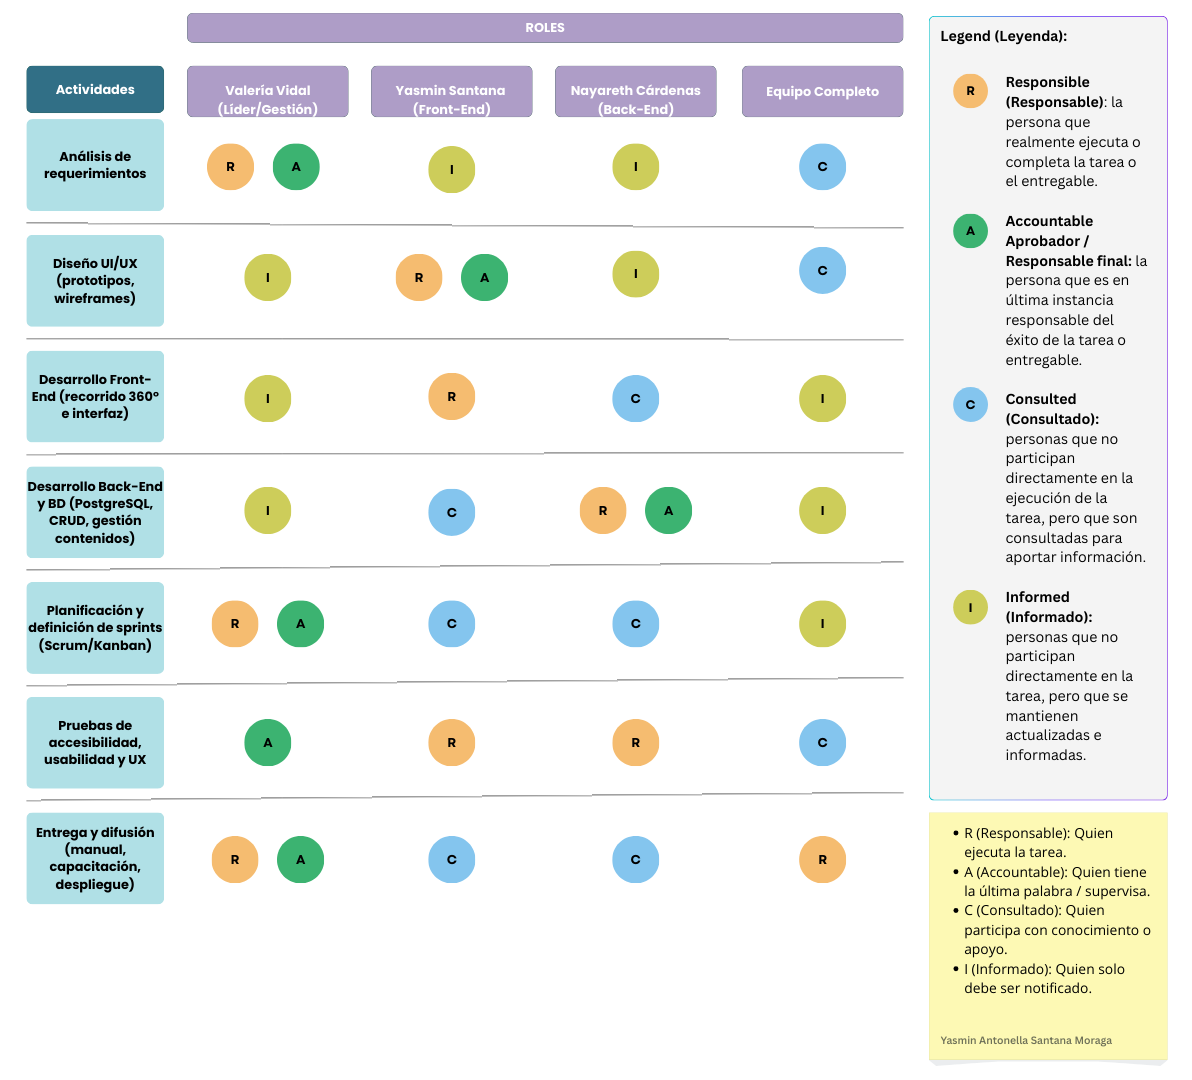 ROLES
Actividades
Valería Vidal
(Líder/Gestión)
Yasmin Santana
(Front-End)
Nayareth Cárdenas
(Back-End)
Equipo Completo
Análisis de
requerimientos
R
A
I
I
C
Diseño UI/UX
(prototipos,
wireframes)
I
R
A
I
C
Desarrollo Front-
End (recorrido 360°
e interfaz)
I
R
C
I
Desarrollo Back-End
y BD (PostgreSQL,
CRUD, gestión
contenidos)
I
C
R
A
I
Planificación y
definición de sprints
(Scrum/Kanban)
R
A
C
C
I
Pruebas de
accesibilidad,
usabilidad y UX
A
R
R
C
Entrega y difusión
(manual,
capacitación,
despliegue)
R
A
C
C
R
Legend (Leyenda):
R
Responsible
(Responsable): la
persona que
realmente ejecuta o
completa la tarea o
el entregable.
A
Accountable
Aprobador /
Responsable final: la
persona que es en
última instancia
responsable del
éxito de la tarea o
entregable.
C
Consulted
(Consultado):
personas que no
participan
directamente en la
ejecución de la
tarea, pero que son
consultadas para
aportar información.
I
Informed
(Informado):
personas que no
participan
directamente en la
tarea, pero que se
mantienen
actualizadas e
informadas.
• R (Responsable): Quien
ejecuta la tarea.
• A (Accountable): Quien tiene
la última palabra / supervisa.
• C (Consultado): Quien
participa con conocimiento o
apoyo.
• I (Informado): Quien solo
debe ser notificado.
Yasmin Antonella Santana Moraga